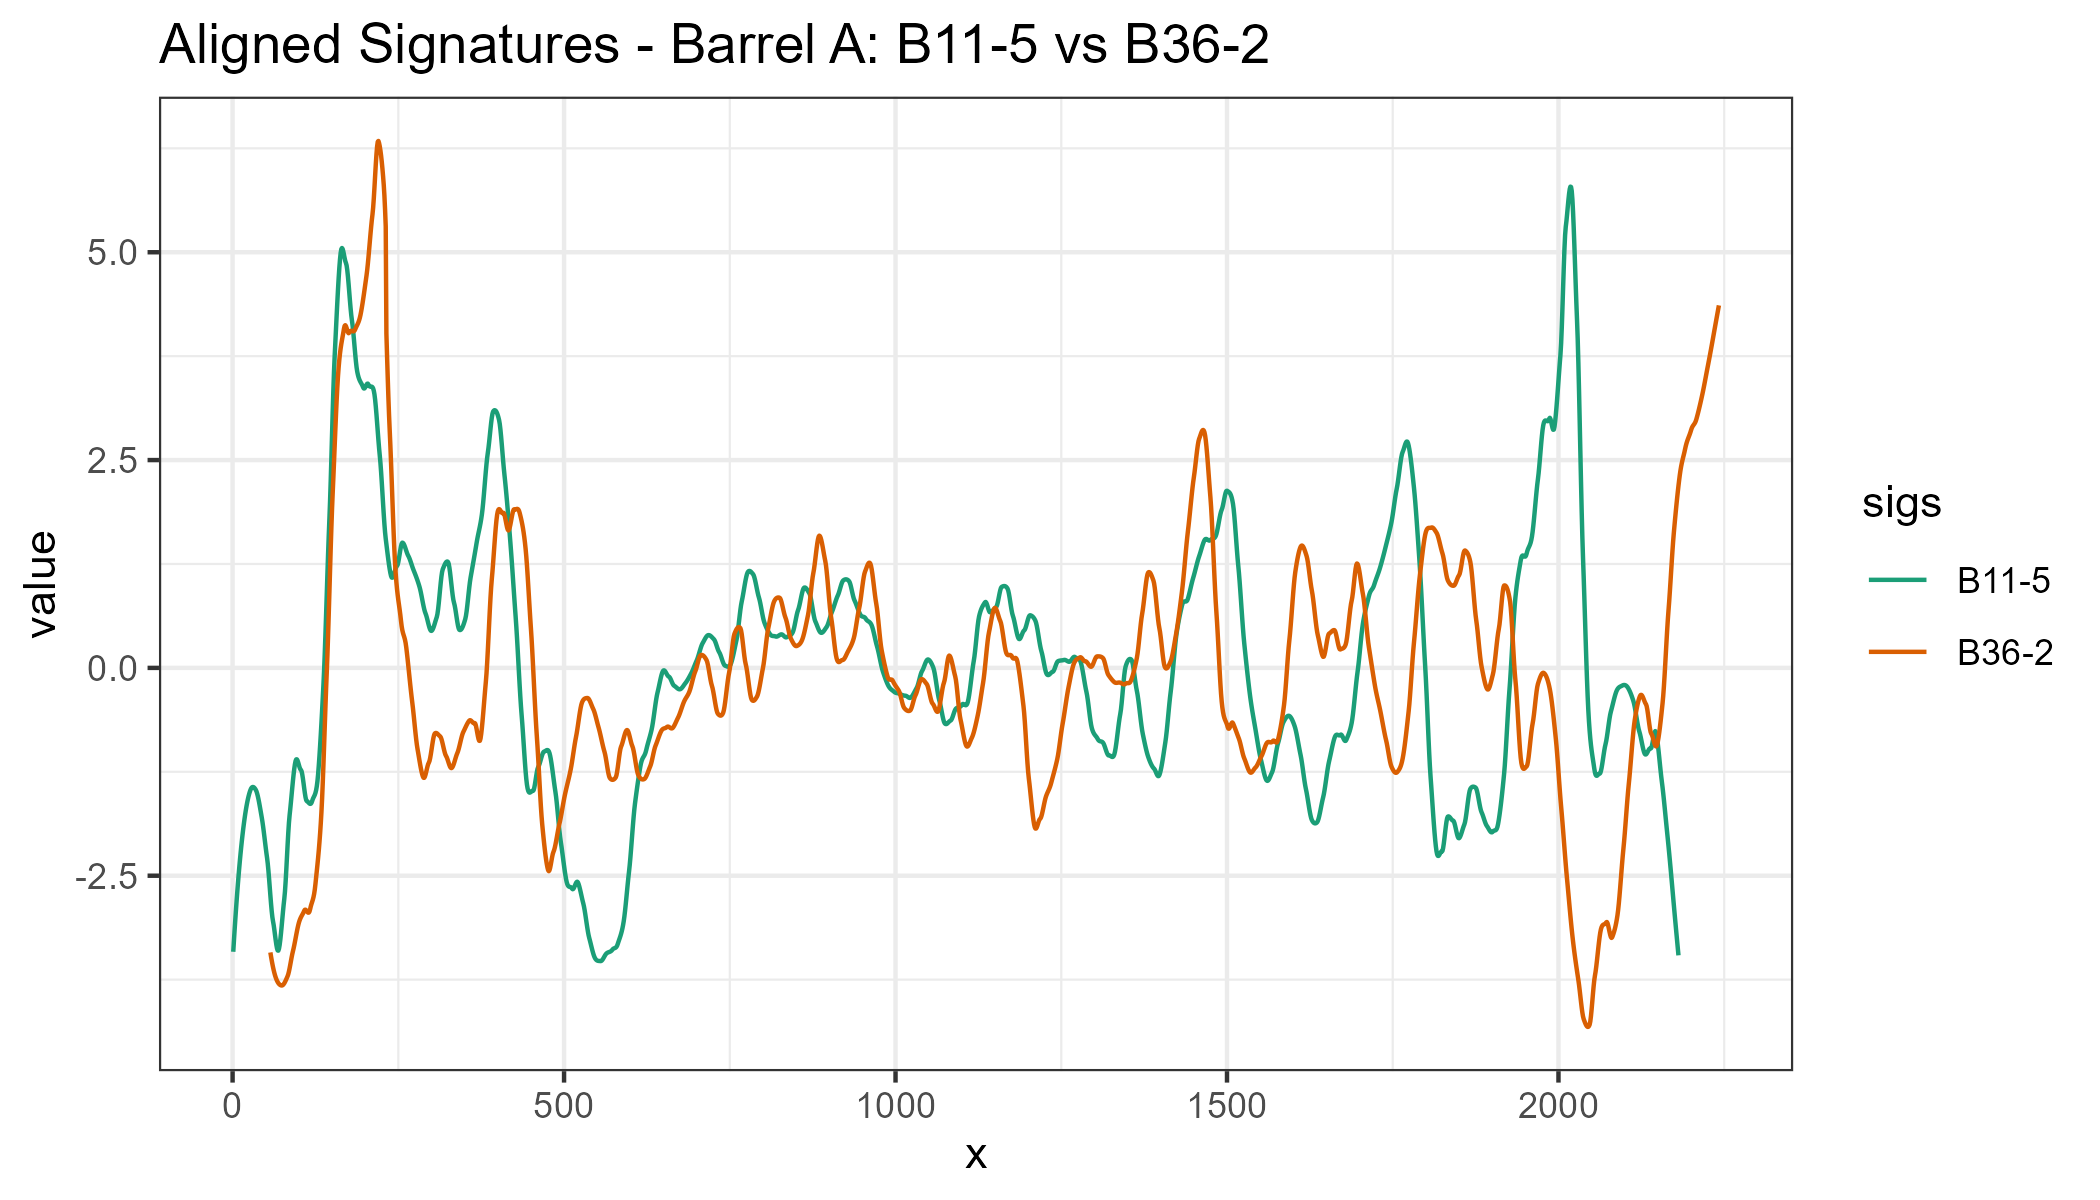 Aligned Signatures - Barrel A: B11-5 vs B36-2
value
5.0
2.5
0.0
-2.5
0 500 1000 1500 2000
x
sigs
B11-5
B36-2